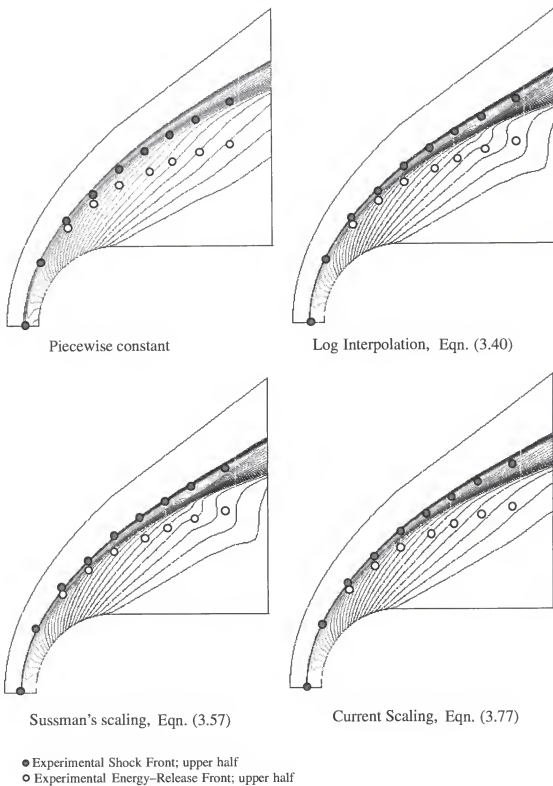 Piecewise constant
Log Interpolation, Eqn. (3.40)
Sussman's scaling, Eqn. (3.57)
Current Scaling, Eqn. (3.77)
Experimental Shock Front; upper half
Experimental Energy–Release Front; upper half